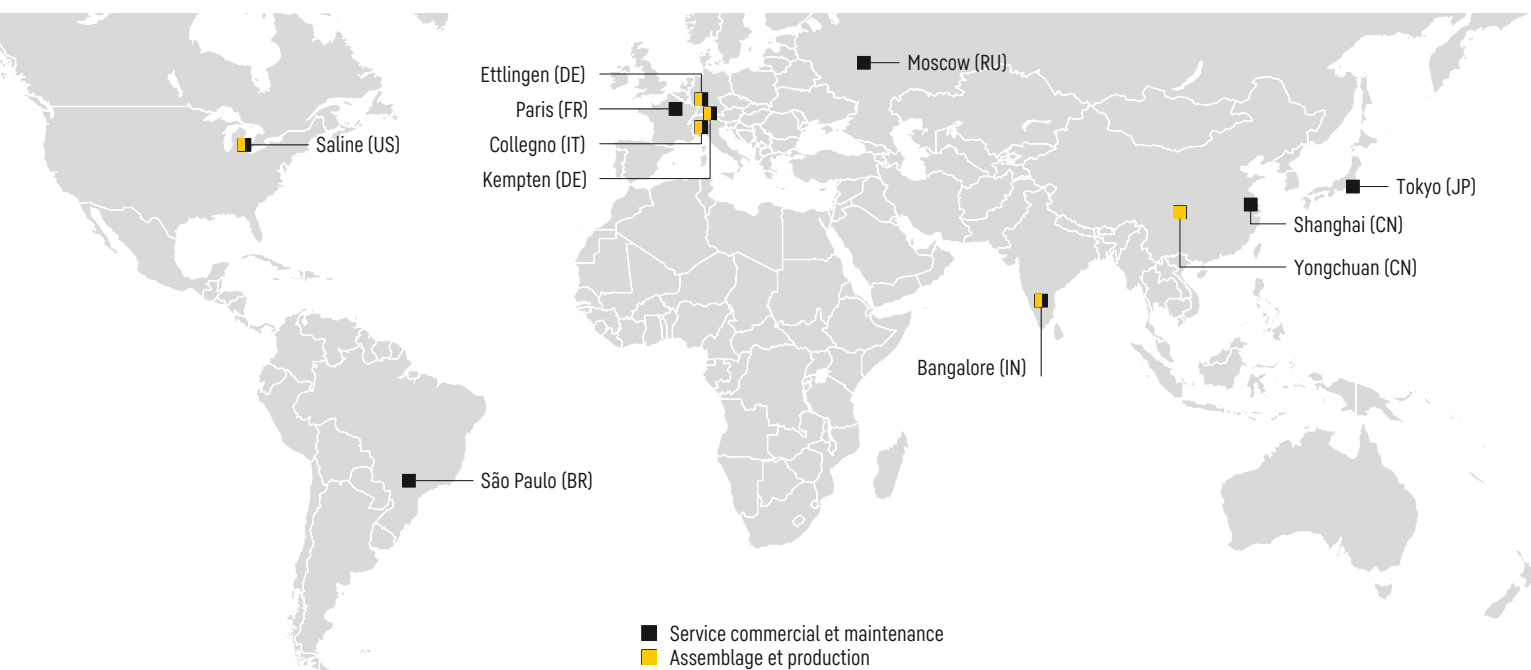 Moscow (RU)
Ettlingen (DE)
Paris (FR)
Saline (US)
Collegno (IT)
Kempten (DE)
Tokyo (JP)
Shanghai (CN)
Yongchuan (CN)
Bangalore (IN)
São Paulo (BR)
Service commercial et maintenance
Assemblage et production